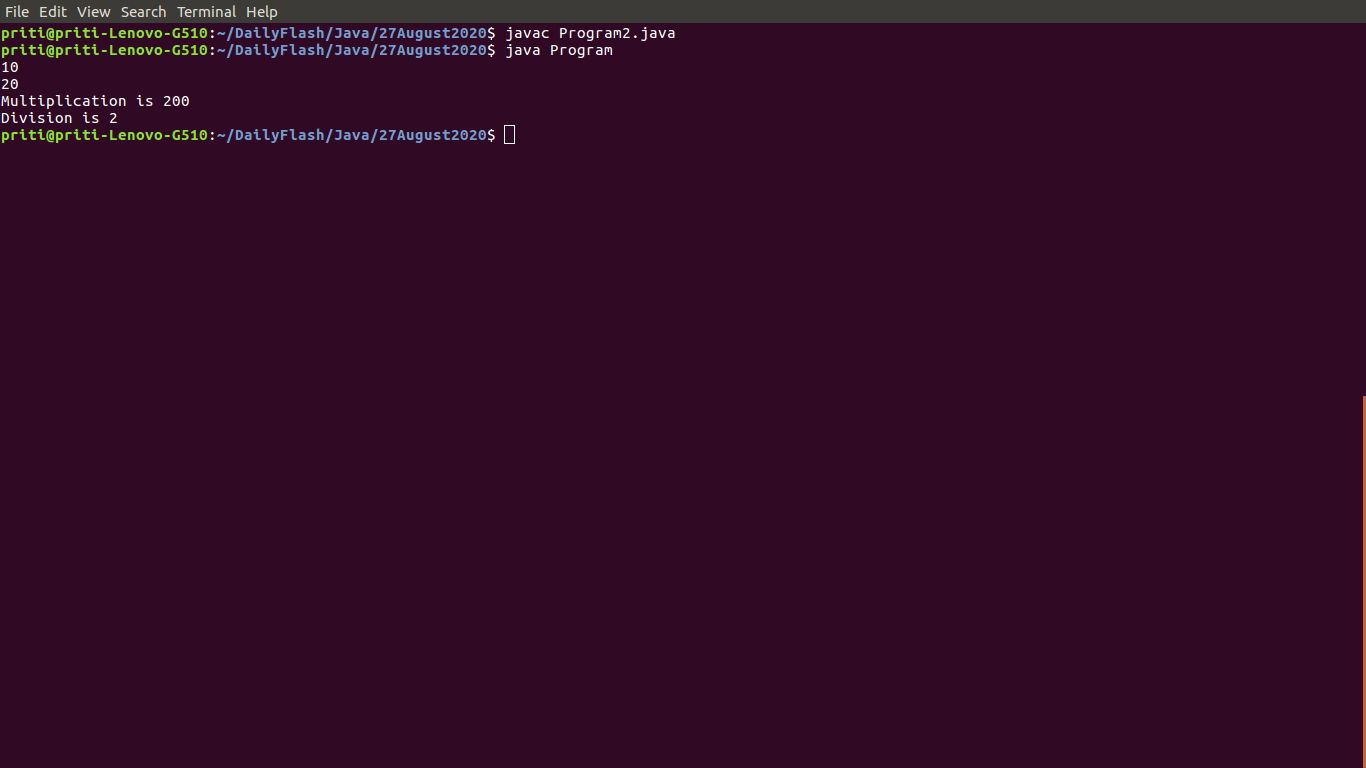 File Edit View Search Terminal Help
priti@priti-Lenovo-G510:~/DailyFlash/Java/27August2020$ javac Program2.java
priti@priti-Lenovo-G510:~/DailyFlash/Java/27August2020$ java Program
10
20
Multiplication is 200
Division is 2
priti@priti-Lenovo-G510:~/DailyFlash/Java/27August2020$